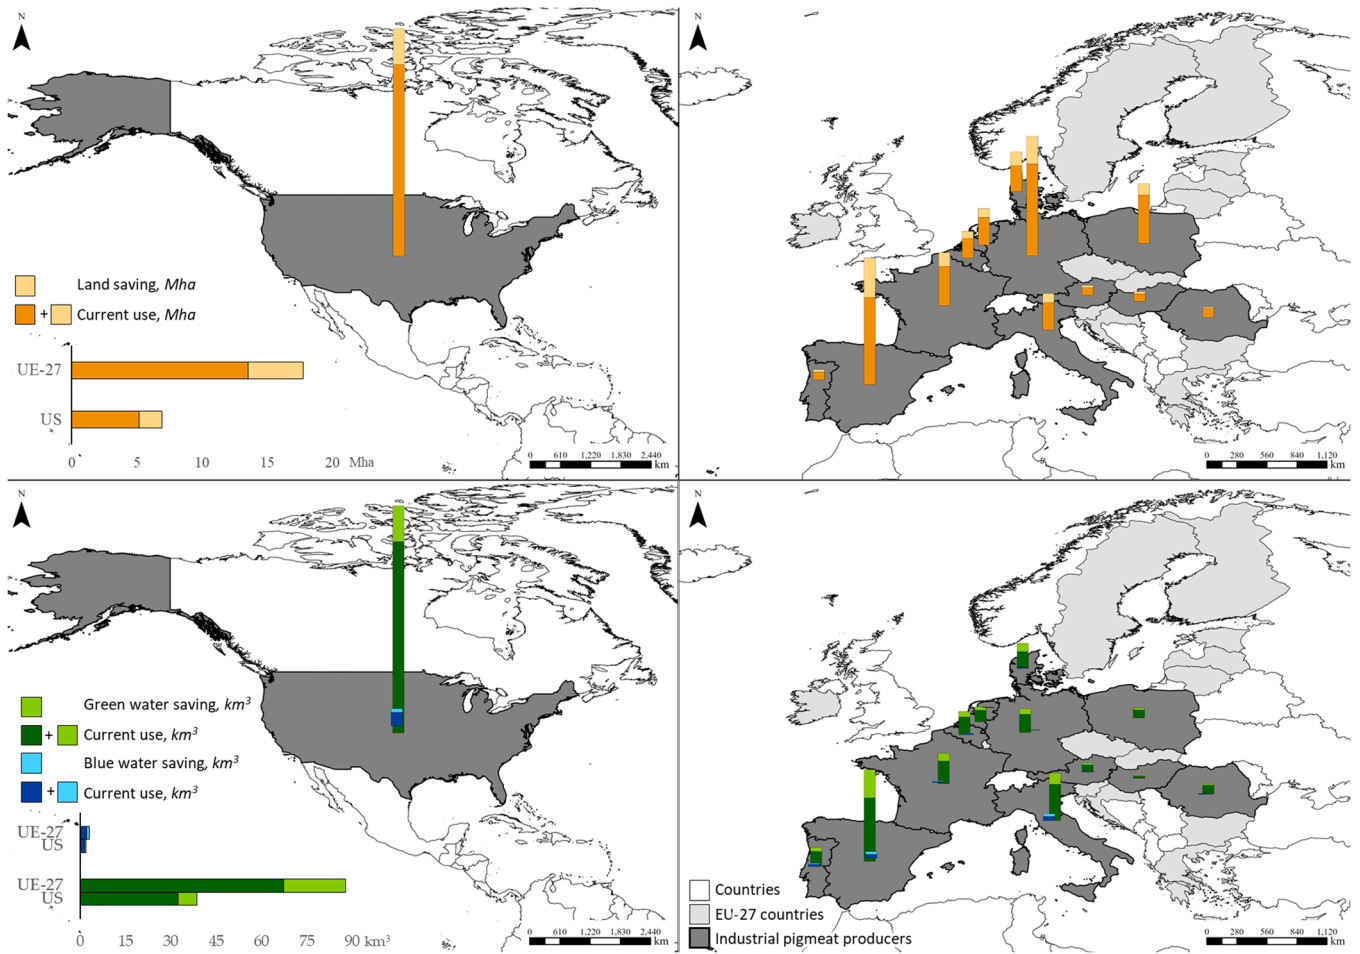 N
Land saving, Mha
+ Current use, Mha
UE-27
US
0 5 10 15 20 Mha
0 610 1,220 1,830 2,440 km
N
0 280 560 840 1,120 km
N
Green water saving, km³
+ Current use, km³
Blue water saving, km³
+ Current use, km³
UE-27
US
UE-27
US
0 15 30 45 60 75 90 km³
0 610 1,220 1,830 2,440 km
N
Countries
EU-27 countries
Industrial pigmeat producers
0 280 560 840 1,120 km